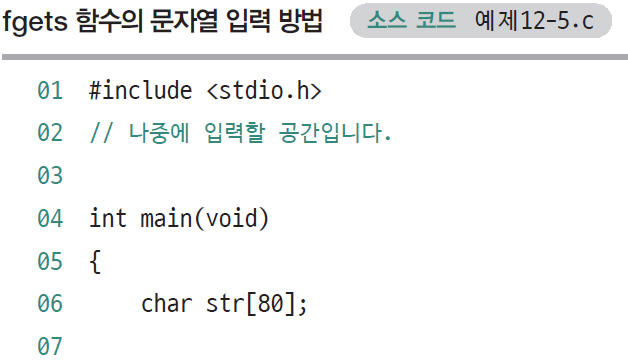 fgets 함수의 문자열 입력 방법 소스 코드 예제12-5.c
01 #include <stdio.h>
02 // 나중에 입력할 공간입니다.
03
04 int main(void)
05 {
06     char str[80];
07